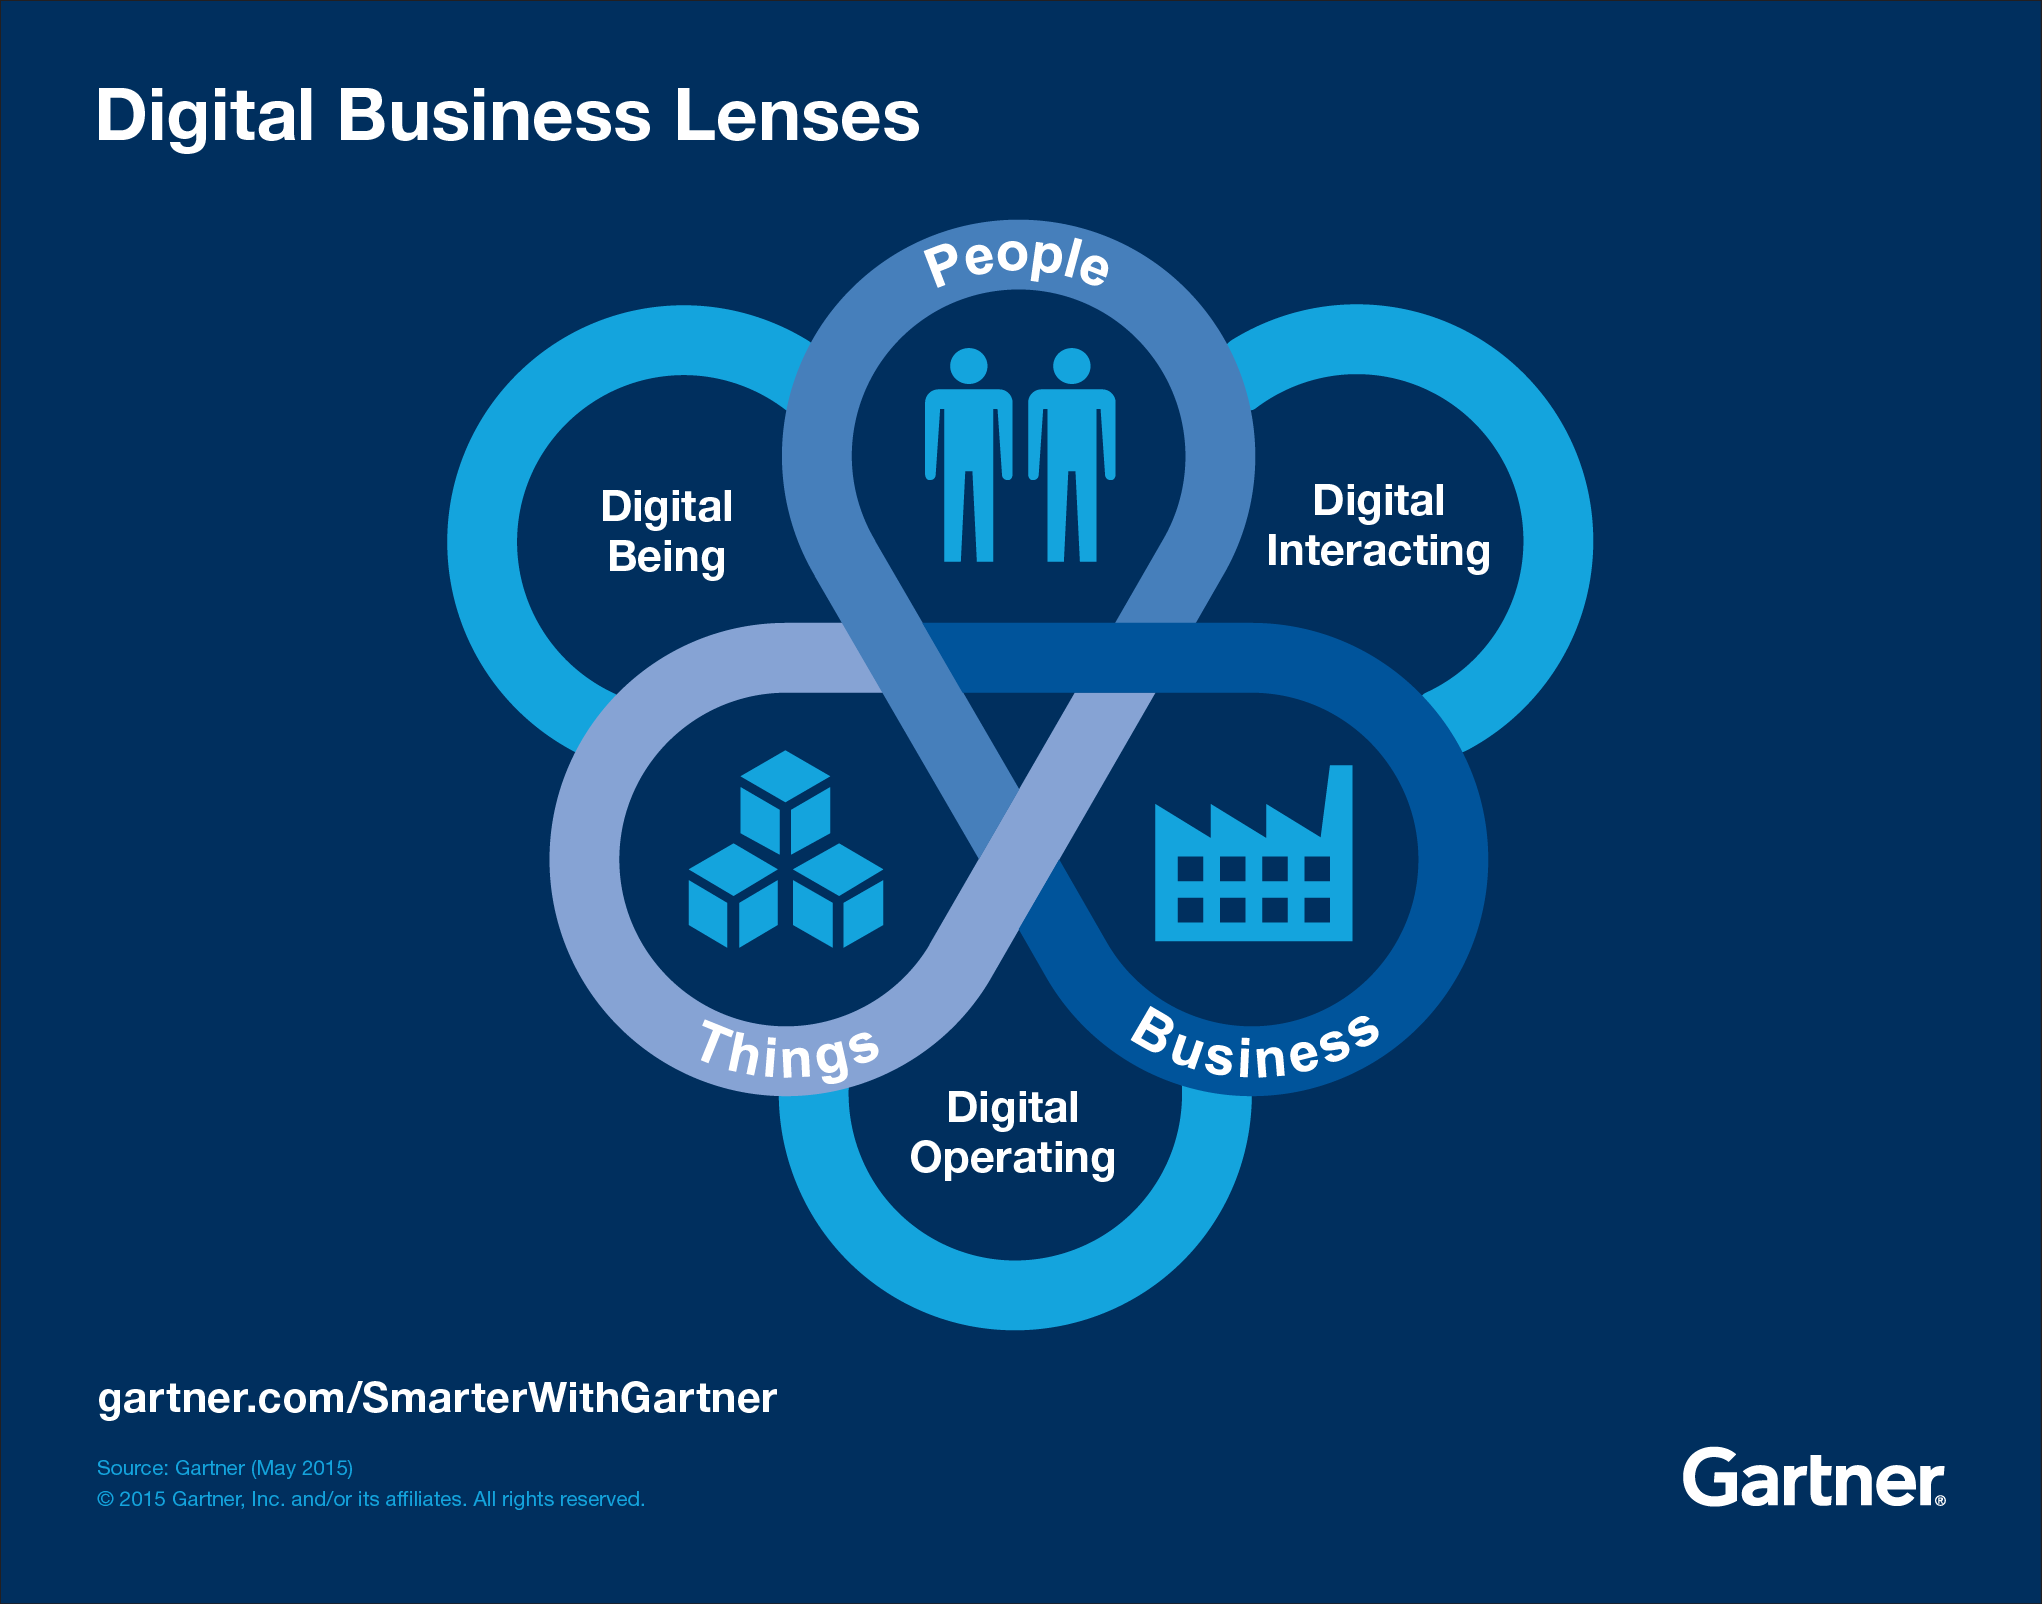 Digital Business Lenses
People
Digital
Being
Digital
Interacting
Things
Business
Digital
Operating
gartner.com/SmarterWithGartner
Source: Gartner (May 2015)
© 2015 Gartner, Inc. and/or its affiliates. All rights reserved.
Gartner®